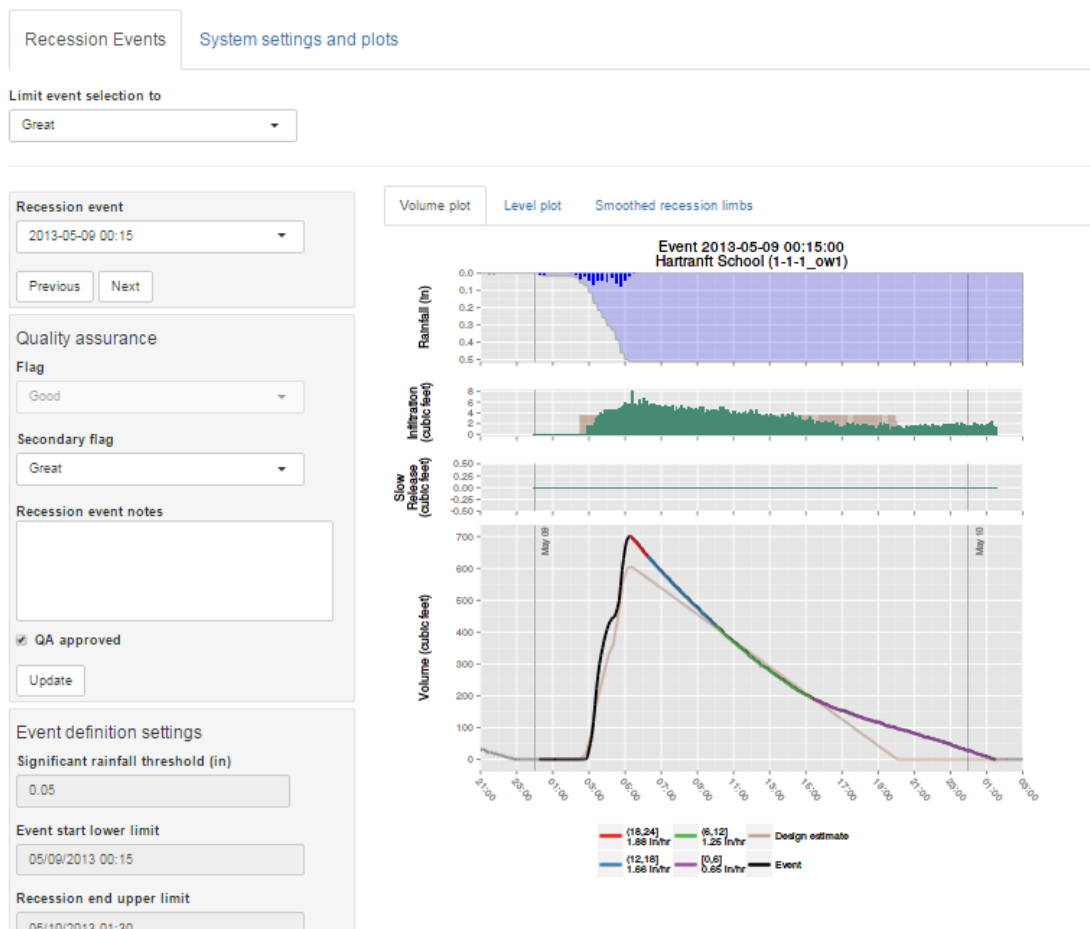 Recession Events
System settings and plots
Limit event selection to
Great
Recession event
2013-05-09 00:15
Previous
Next
Quality assurance
Flag
Good
Secondary flag
Great
Recession event notes
QA approved
Update
Event definition settings
Significant rainfall threshold (in)
0.05
Event start lower limit
05/09/2013 00:15
Recession end upper limit
05/10/2013 01:30
Volume plot
Level plot
Smoothed recession limbs
Event 2013-05-09 00:15:00
Hartranft School (1-1-1_ow1)
Rainfall (in)
0.0
0.1
0.2
0.3
0.4
0.5
Infiltration
(cubic feet)
8
6
4
2
0
Slow
Release
(cubic feet)
0.50
0.25
0.00
-0.25
-0.50
Volume (cubic feet)
700
600
500
400
300
200
100
0
May 09
May 10
21:00
23:00
01:00
03:00
05:00
07:00
09:00
11:00
13:00
15:00
17:00
19:00
21:00
23:00
01:00
03:00
(18,24]
1.88 in/hr
(6,12]
1.25 in/hr
Design estimate
(12,18]
1.66 in/hr
[0,6]
0.65 in/hr
Event